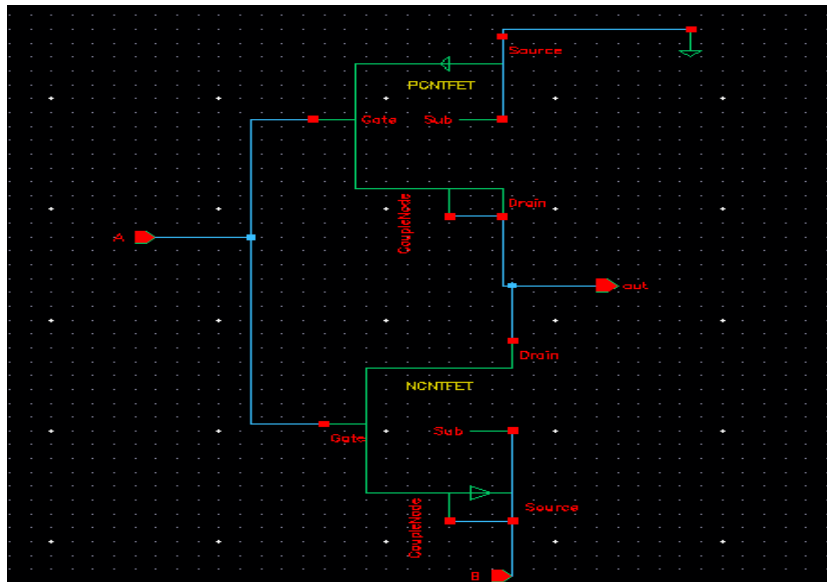 Source
PCNTFET
Gate
Sub
CoupleNode
Drain
A
out
Drain
NCNTFET
Gate
Sub
CoupleNode
Source
B